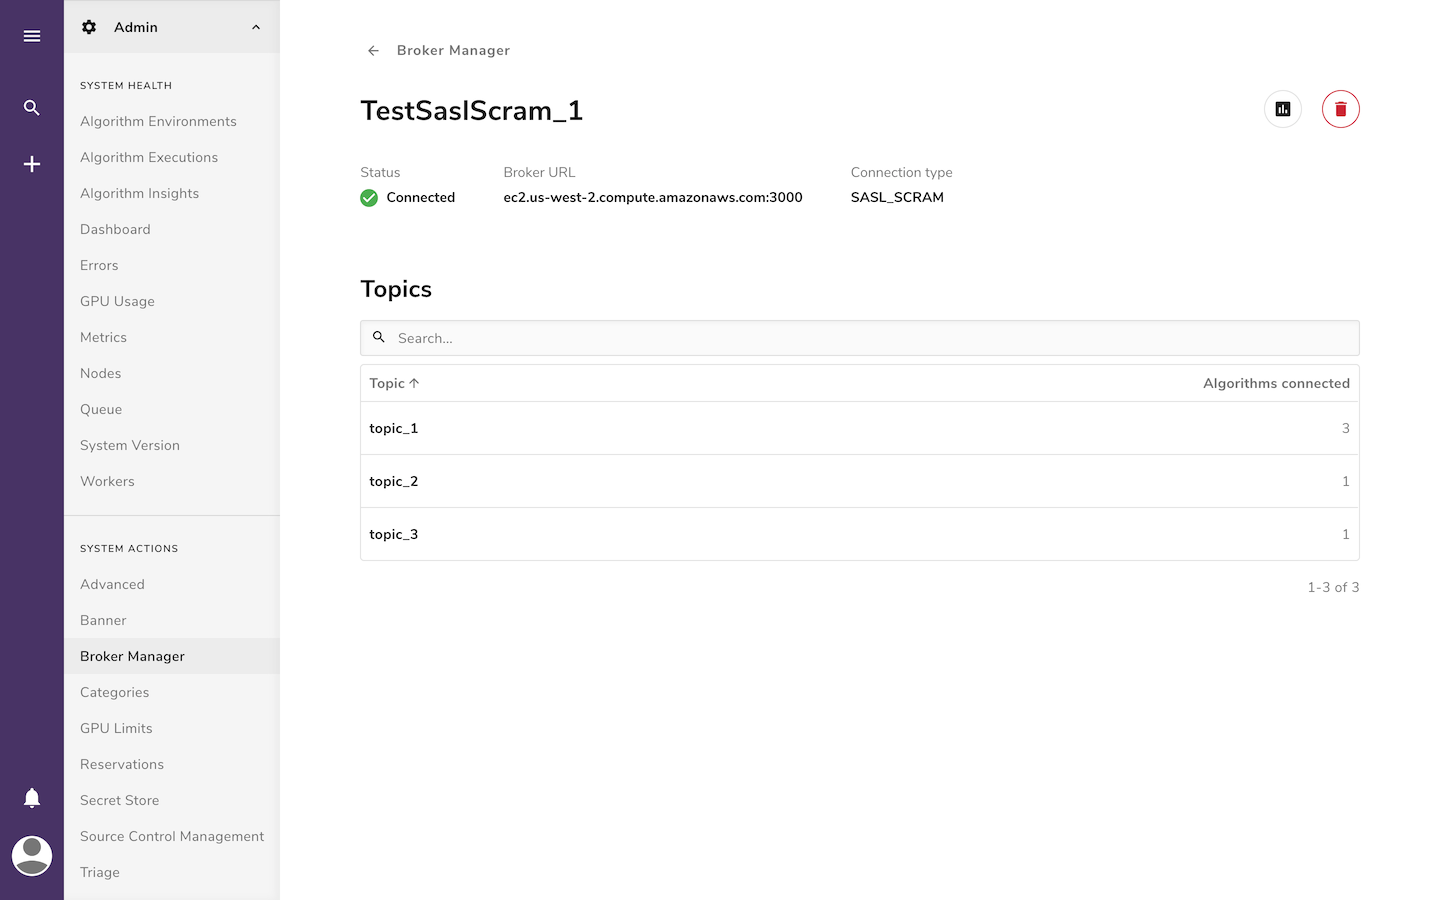 Admin
SYSTEM HEALTH
Algorithm Environments
Algorithm Executions
Algorithm Insights
Dashboard
Errors
GPU Usage
Metrics
Nodes
Queue
System Version
Workers
SYSTEM ACTIONS
Advanced
Banner
Broker Manager
Categories
GPU Limits
Reservations
Secret Store
Source Control Management
Triage
Broker Manager
TestSaslScram_1
Status Broker URL Connection type
Connected ec2.us-west-2.compute.amazonaws.com:3000 SASL_SCRAM
Topics
Search...
Topic Algorithms connected
topic_1 3
topic_2 1
topic_3 1
1-3 of 3